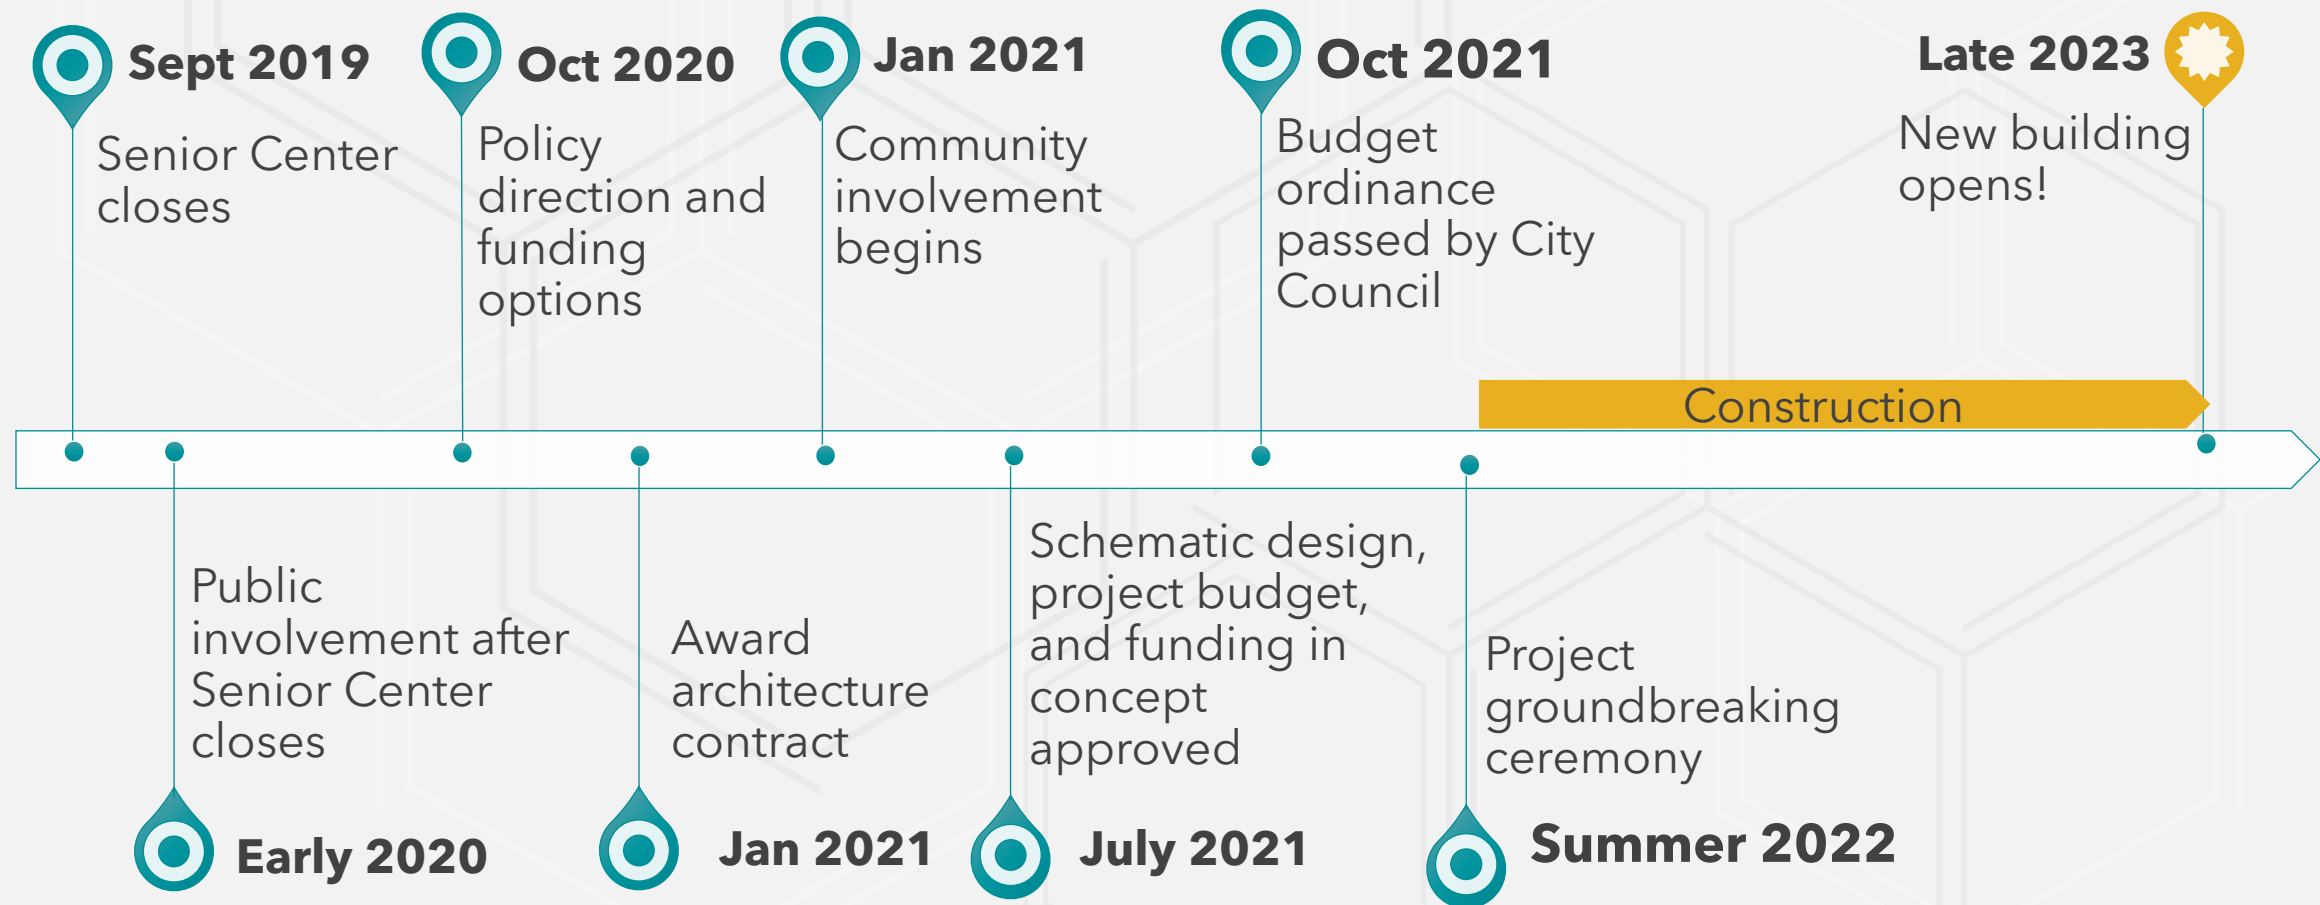 Sept 2019
Senior Center
closes
Oct 2020
Policy
direction and
funding
options
Jan 2021
Community
involvement
begins
Oct 2021
Budget
ordinance
passed by City
Council
Late 2023
New building
opens!
Construction
Public
involvement after
Senior Center
closes
Early 2020
Award
architecture
contract
Jan 2021
Schematic design,
project budget,
and funding in
concept
approved
July 2021
Project
groundbreaking
ceremony
Summer 2022